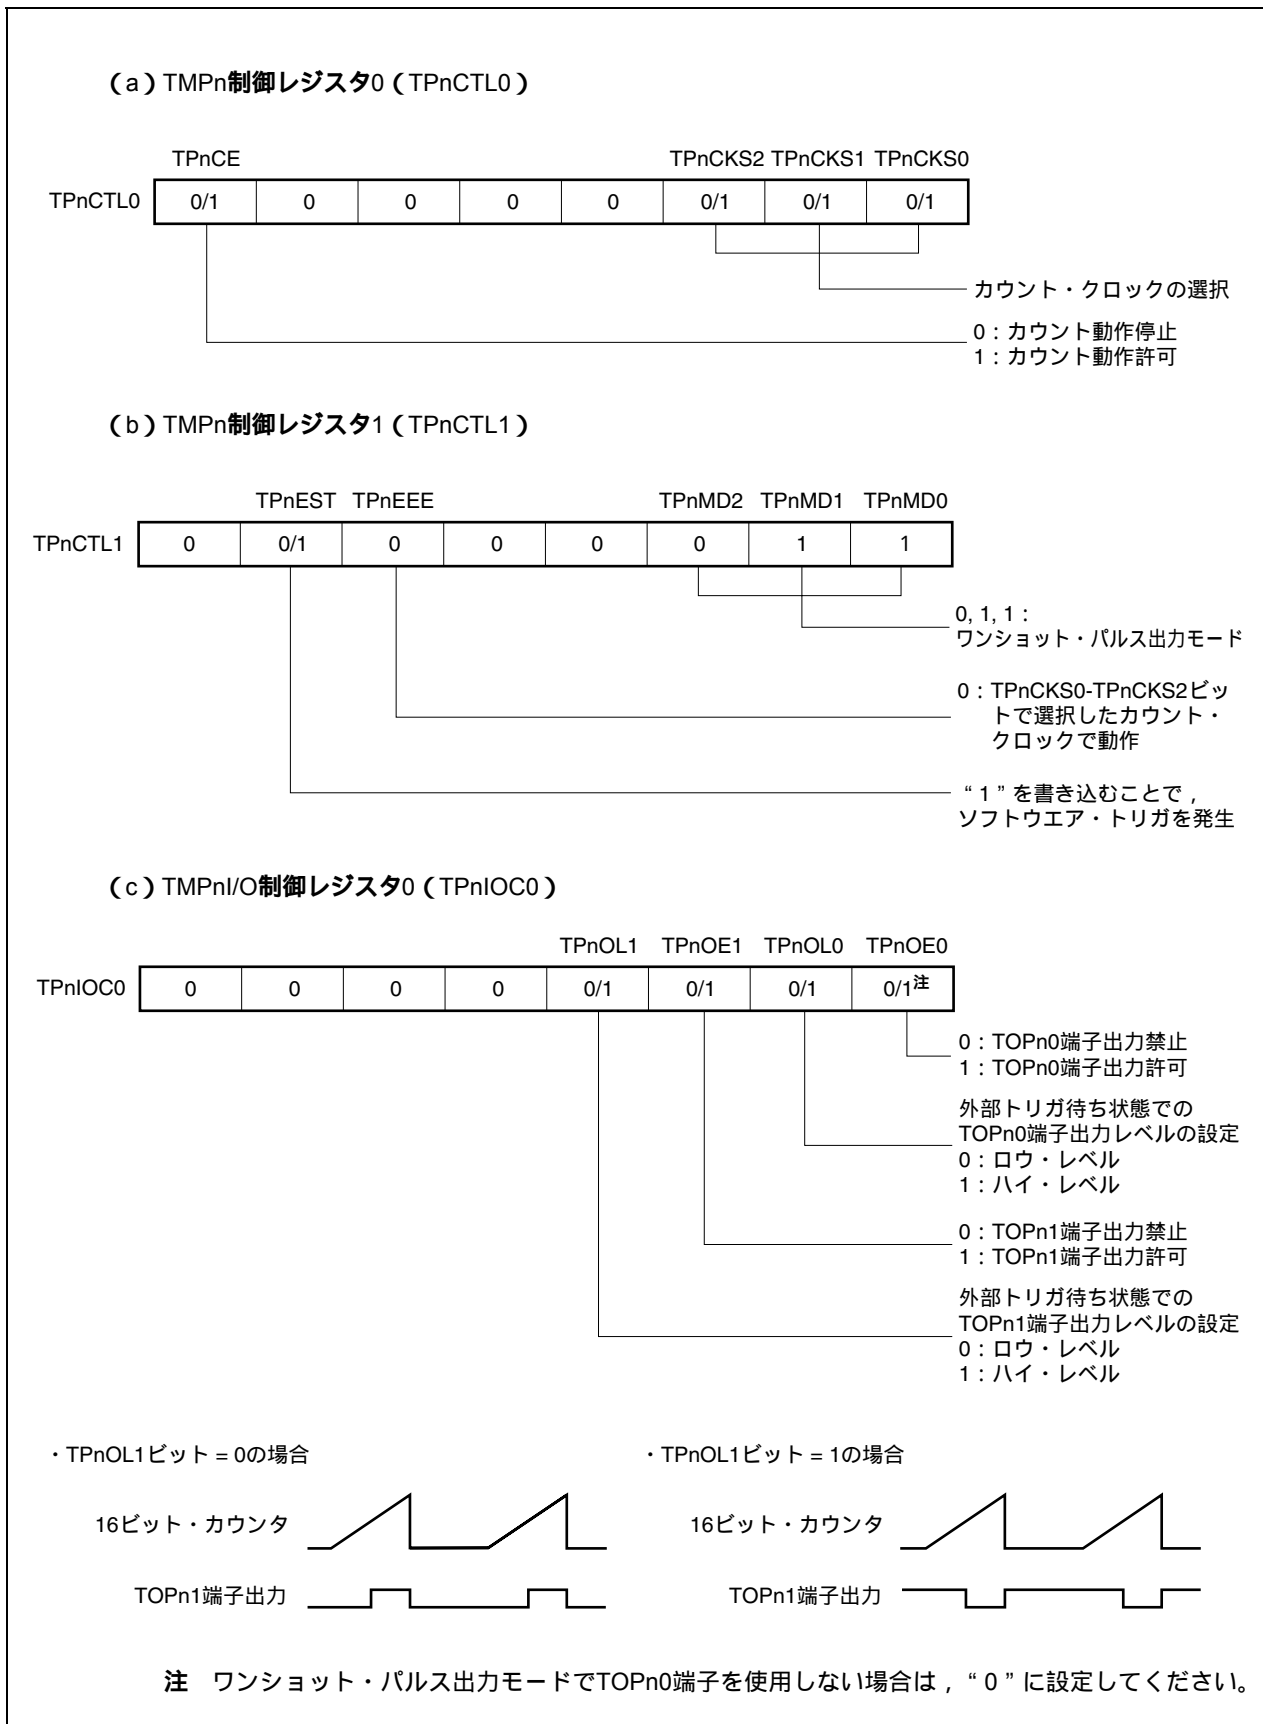 （a）TMPn制御レジスタ0（TPnCTL0）
TPnCE TPnCKS2 TPnCKS1 TPnCKS0
TPnCTL0 0/1 0 0 0 0 0/1 0/1 0/1
カウント・クロックの選択
0：カウント動作停止
1：カウント動作許可
（b）TMPn制御レジスタ1（TPnCTL1）
TPnEST TPnEEE TPnMD2 TPnMD1 TPnMD0
TPnCTL1 0 0/1 0 0 0 0 1 1
0, 1, 1：
ワンショット・パルス出力モード
0：TPnCKS0-TPnCKS2ビッ
トで選択したカウント・
クロックで動作
“1”を書き込むことで，
ソフトウエア・トリガを発生
（c）TMPnI/O制御レジスタ0（TPnIOC0）
TPnOL1 TPnOE1 TPnOL0 TPnOE0
TPnIOC0 0 0 0 0 0/1 0/1 0/1 0/1注
0：TOPn0端子出力禁止
1：TOPn0端子出力許可
外部トリガ待ち状態での
TOPn0端子出力レベルの設定
0：ロウ・レベル
1：ハイ・レベル
0：TOPn1端子出力禁止
1：TOPn1端子出力許可
外部トリガ待ち状態での
TOPn1端子出力レベルの設定
0：ロウ・レベル
1：ハイ・レベル
・TPnOL1ビット = 0の場合
16ビット・カウンタ
TOPn1端子出力
・TPnOL1ビット = 1の場合
16ビット・カウンタ
TOPn1端子出力
注 ワンショット・パルス出力モードでTOPn0端子を使用しない場合は，“0”に設定してください。